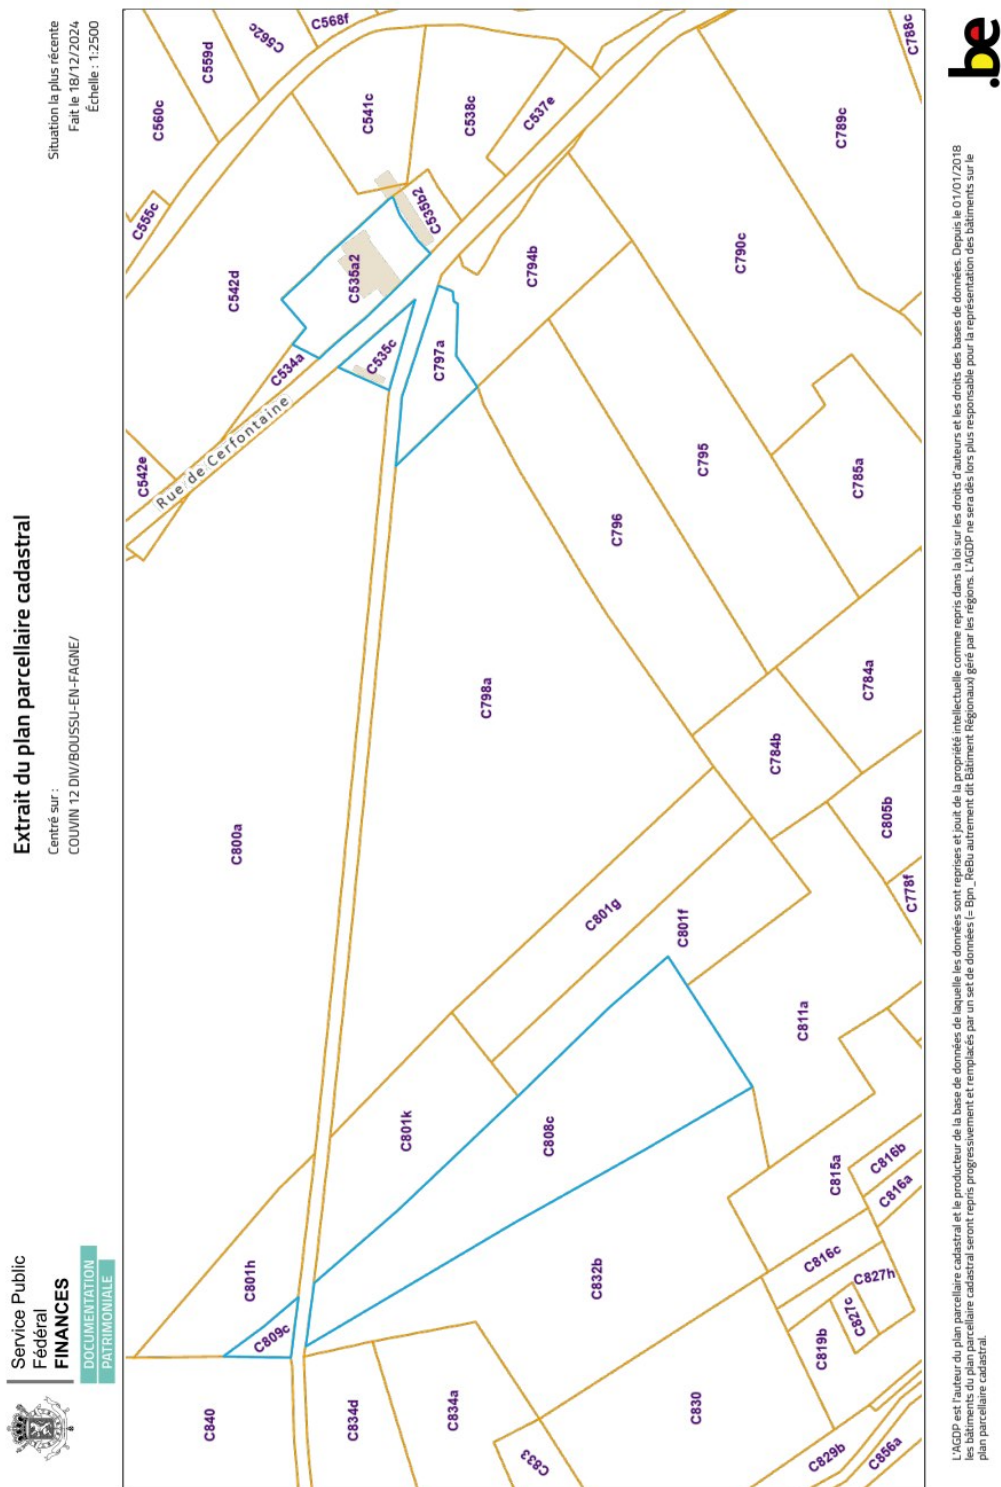 Service Public
Fédéral
FINANCES
DOCUMENTATION
PATRIMONIALE
Extrait du plan parcellaire cadastral
Centré sur :
COUVIN 12 DIV/BOUSSU-EN-FAGNE/
Situation la plus récente
Fait le 18/12/2024
Échelle : 1:2500
.be
C840
C801h
C809c
C800a
C542e
Rue de Cerfontaine
C534a
C542d
C555c
C560c
C559d
C562c
C568f
C834d
C834a
C833
C801k
C808c
C832b
C798a
C535c
C535a2
C535b2
C541c
C538c
C537e
C797a
C794b
C801g
C801f
C796
C795
C790c
C789c
C788c
C830
C819b
C816c
C827c
C827h
C829b
C856a
C815a
C816b
C816a
C811a
C784b
C784a
C785a
C805b
C778f
L'AGDP est l'auteur du plan parcellaire cadastral et le producteur de la base de données de laquelle les données sont reprises et jouit de la propriété intellectuelle comme repris dans la loi sur les droits d'auteurs et les droits des bases de données. Depuis le 01/01/2018
les bâtiments du plan parcellaire cadastral seront repris progressivement et remplacés par un set de données (= Bpn_ReBu autrement dit Bâtiment Régionaux) géré par les régions. L'AGDP ne sera dès lors plus responsable pour la représentation des bâtiments sur le
plan parcellaire cadastral.